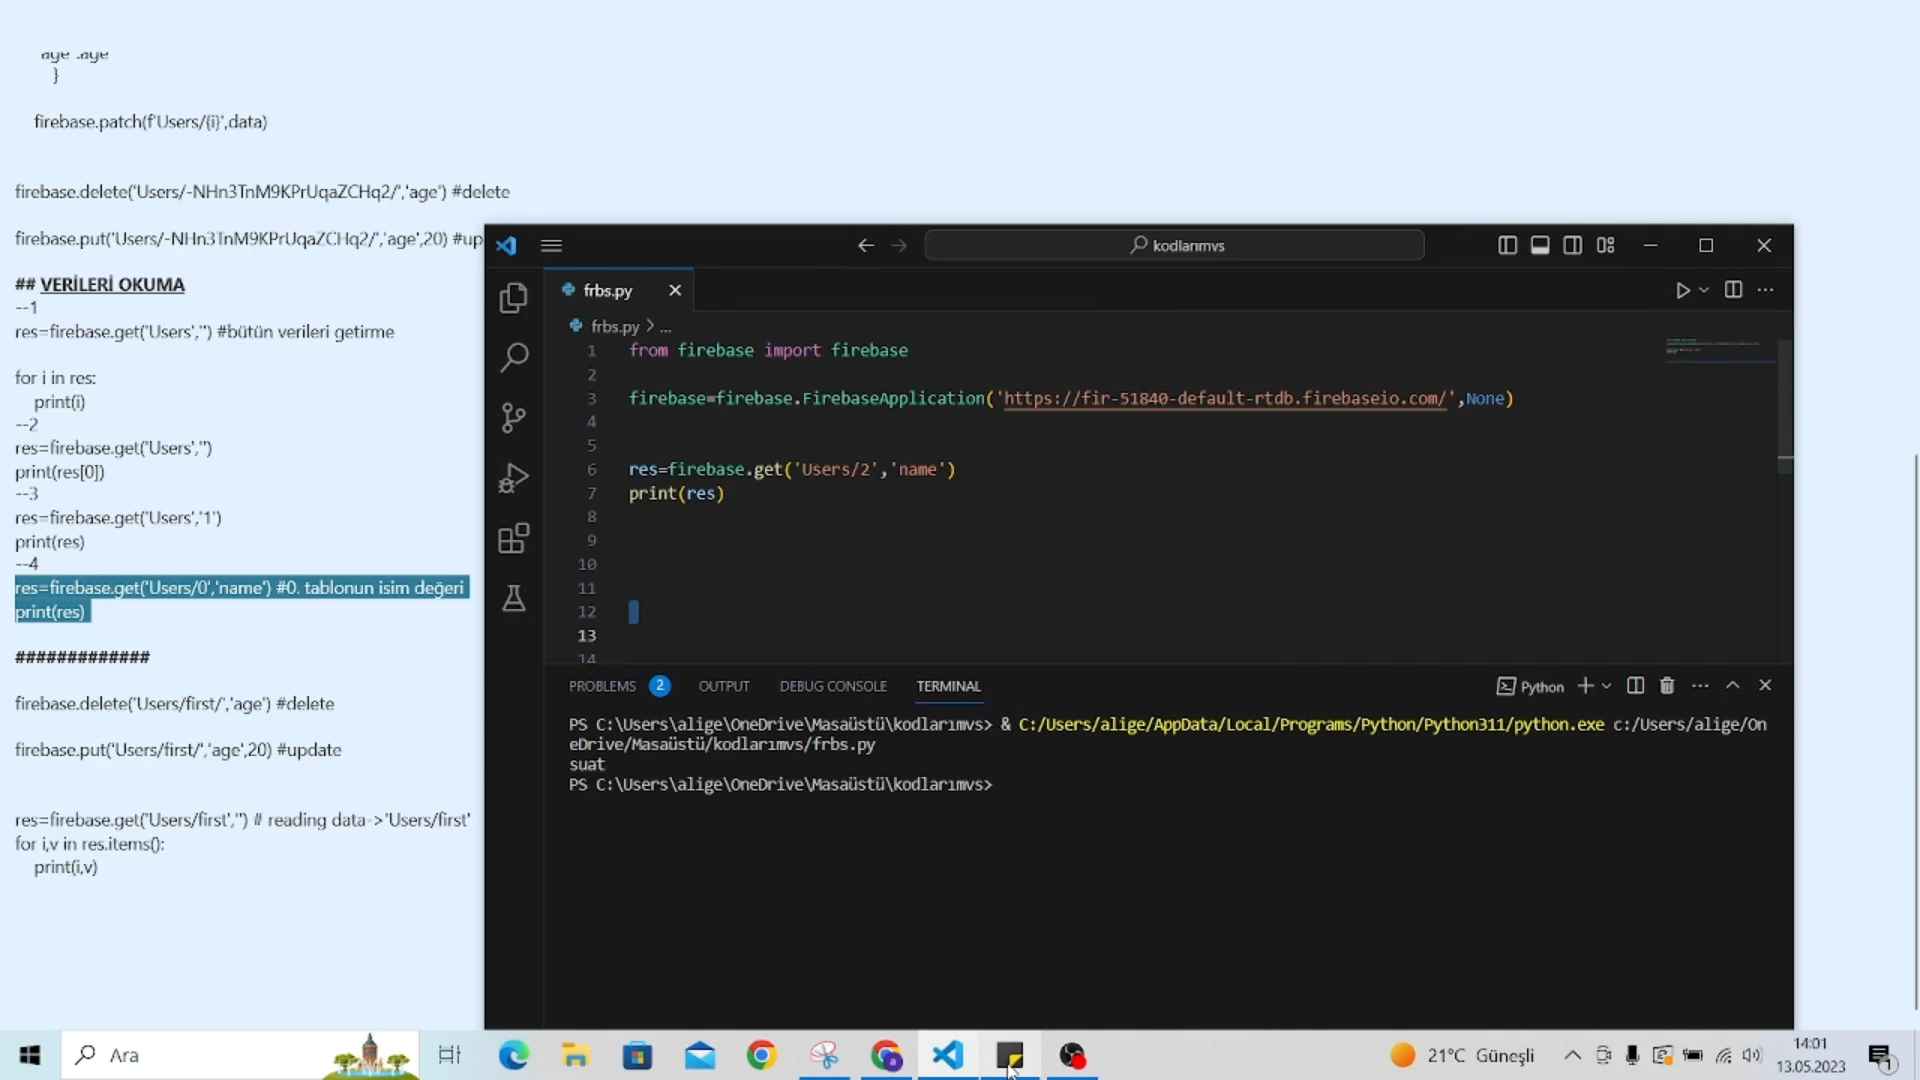 age :age
}
firebase.patch(f'Users/{i}',data)
firebase.delete('Users/-NHn3TnM9KPrUqaZCHq2/','age') #delete
firebase.put('Users/-NHn3TnM9KPrUqaZCHq2/','age',20) #up
## VERİLERİ OKUMA
--1
res=firebase.get('Users','') #bütün verileri getirme
for i in res:
print(i)
--2
res=firebase.get('Users','')
print(res[0])
--3
res=firebase.get('Users','1')
print(res)
--4
res=firebase.get('Users/0','name') #0. tablonun isim değeri
print(res)
#############
firebase.delete('Users/first/','age') #delete
firebase.put('Users/first/','age',20) #update
res=firebase.get('Users/first','') # reading data->'Users/first'
for i,v in res.items():
print(i,v)
kodlarımvs
frbs.py
frbs.py > ...
1 from firebase import firebase
2
3 firebase=firebase.FirebaseApplication('https://fir-51840-default-rtdb.firebaseio.com/',None)
4
5
6 res=firebase.get('Users/2','name')
7 print(res)
8
9
10
11
12
13
14
PROBLEMS 2 OUTPUT DEBUG CONSOLE TERMINAL Python
PS C:\Users\alige\OneDrive\Masaüstü\kodlarımvs> & C:/Users/alige/AppData/Local/Programs/Python/Python311/python.exe c:/Users/alige/On
eDrive/Masaüstü/kodlarımvs/frbs.py
suat
PS C:\Users\alige\OneDrive\Masaüstü\kodlarımvs>
Ara
21°C Güneşli
14:01
13.05.2023
1